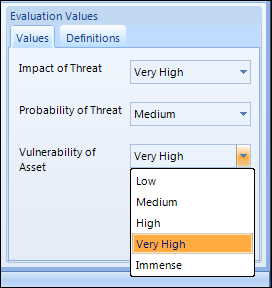 Evaluation Values
Values Definitions
Impact of Threat Very High
Probability of Threat Medium
Vulnerability of Very High
Asset
Low
Medium
High
Very High
Immense